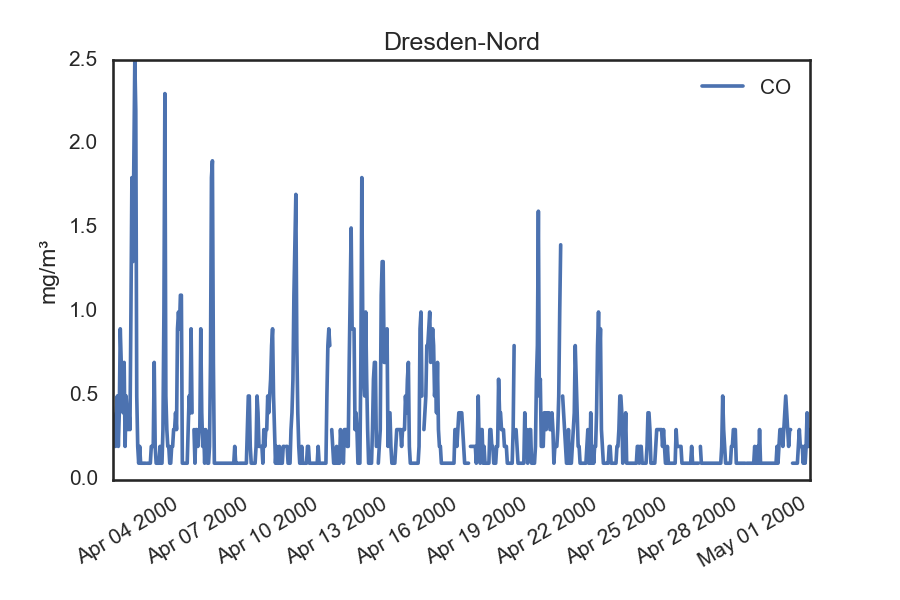 Dresden-Nord
CO
mg/m³
2.5
2.0
1.5
1.0
0.5
0.0
Apr 04 2000
Apr 07 2000
Apr 10 2000
Apr 13 2000
Apr 16 2000
Apr 19 2000
Apr 22 2000
Apr 25 2000
Apr 28 2000
May 01 2000